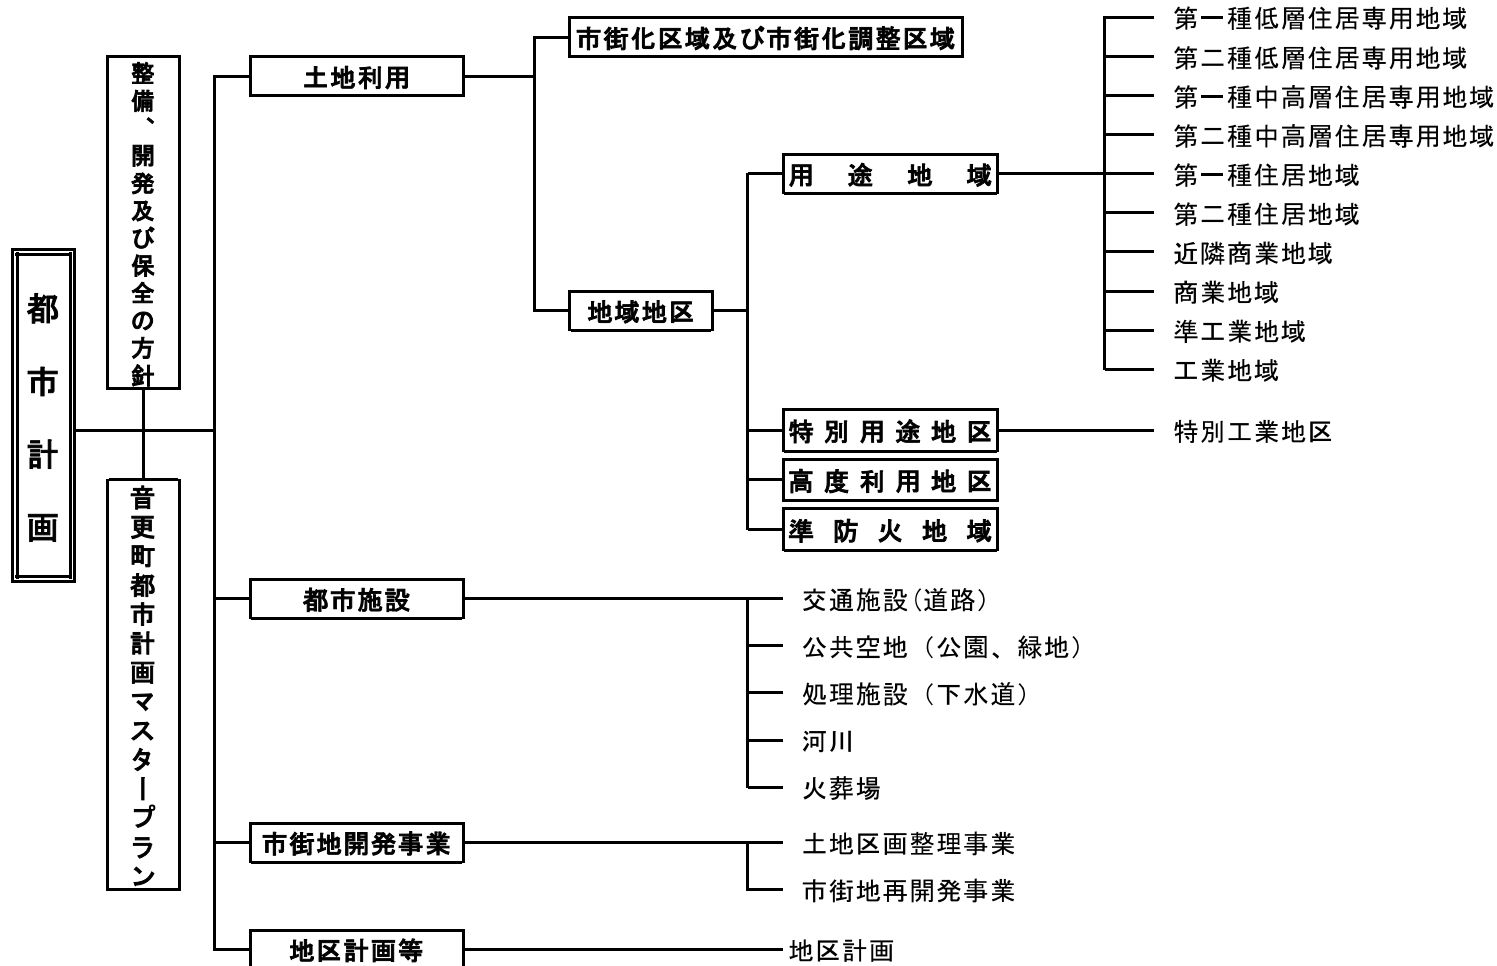 都市計画
整備、開発及び保全の方針
音更町都市計画マスタープラン
土地利用
市街化区域及び市街化調整区域
地域地区
用途地域
第一種低層住居専用地域
第二種低層住居専用地域
第一種中高層住居専用地域
第二種中高層住居専用地域
第一種住居地域
第二種住居地域
近隣商業地域
商業地域
準工業地域
工業地域
特別用途地区
特別工業地区
高度利用地区
準防火地域
都市施設
交通施設(道路)
公共空地（公園、緑地）
処理施設（下水道）
河川
火葬場
市街地開発事業
土地区画整理事業
市街地再開発事業
地区計画等
地区計画